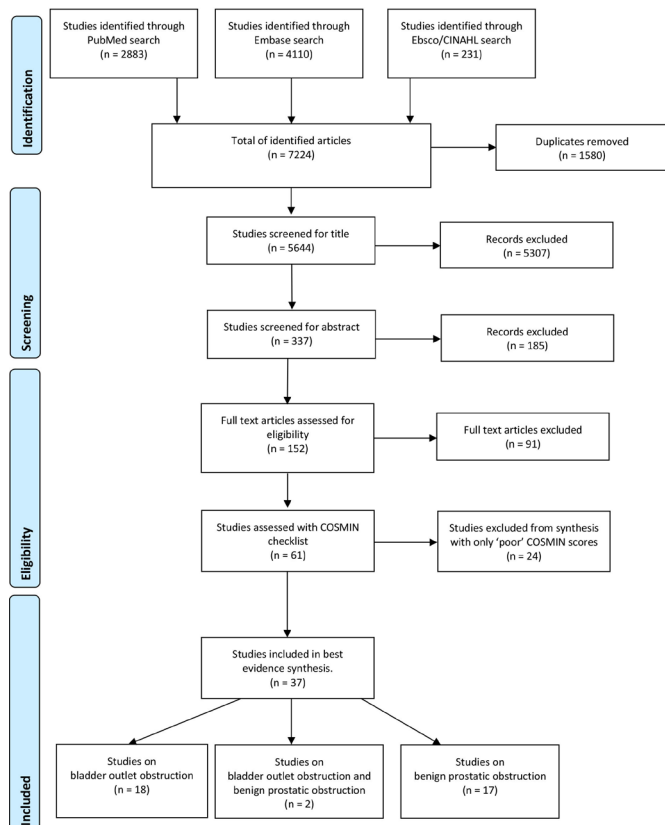 Identification
Studies identified through
PubMed search
(n = 2883)
Studies identified through
Embase search
(n = 4110)
Studies identified through
Ebsco/CINAHL search
(n = 231)
Total of identified articles
(n = 7224)
Duplicates removed
(n = 1580)
Screening
Studies screened for title
(n = 5644)
Records excluded
(n = 5307)
Studies screened for abstract
(n = 337)
Records excluded
(n = 185)
Eligibility
Full text articles assessed for
eligibility
(n = 152)
Full text articles excluded
(n = 91)
Studies assessed with COSMIN
checklist
(n = 61)
Studies excluded from synthesis
with only ‘poor’ COSMIN scores
(n = 24)
Included
Studies included in best
evidence synthesis.
(n = 37)
Studies on
bladder outlet obstruction
(n = 18)
Studies on
bladder outlet obstruction and
benign prostatic obstruction
(n = 2)
Studies on
benign prostatic obstruction
(n = 17)